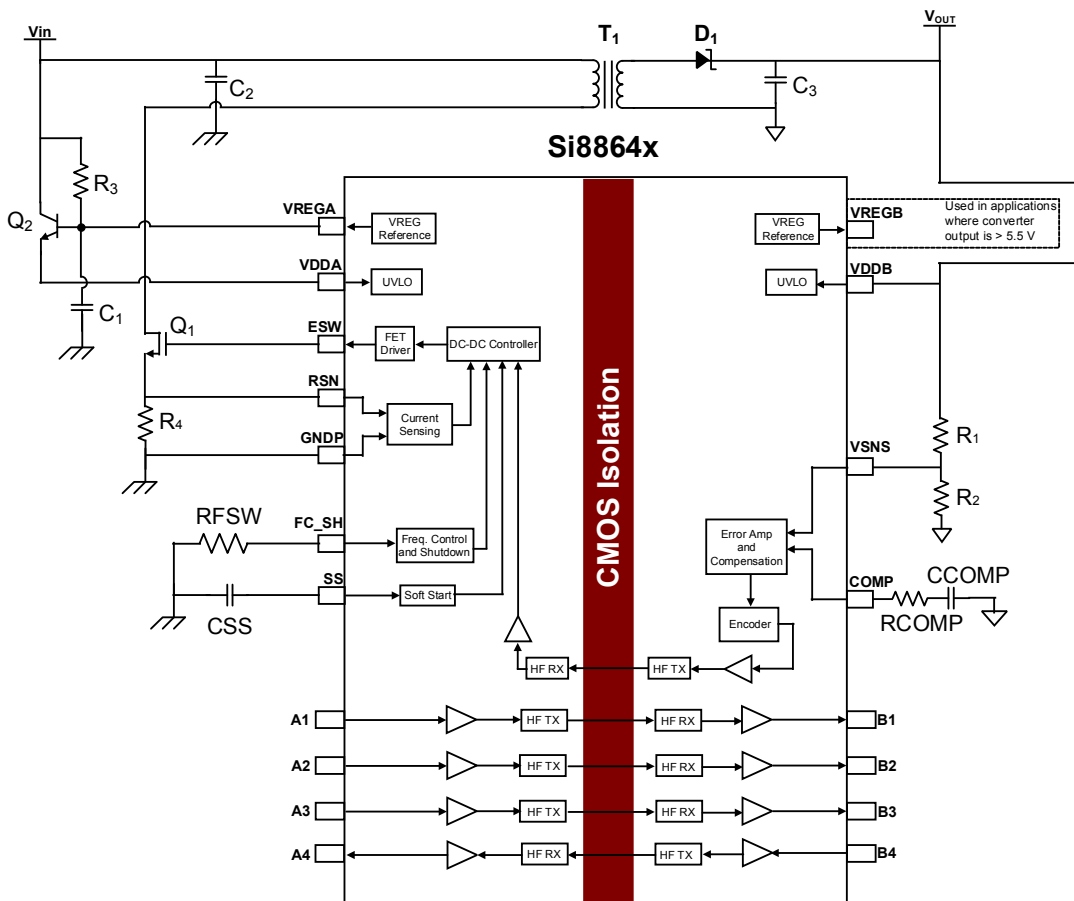 Vin
T1
D1
VOUT
C2
C3
Si8864x
R3
Q2
VREGA
VREG
Reference
VREG
Reference
VREGB
Used in applications
where converter
output is > 5.5 V
VDDA
UVLO
UVLO
VDDB
C1
Q1
ESW
FET
Driver
DC-DC Controller
RSN
R4
Current
Sensing
GNDP
CMOS Isolation
R1
VSNS
R2
RFSW
FC_SH
Freq. Control
and Shutdown
Error Amp
and
Compensation
SS
Soft Start
CSS
COMP
CCOMP
RCOMP
Encoder
HF RX
HF TX
A1
HF TX
HF RX
B1
A2
HF TX
HF RX
B2
A3
HF TX
HF RX
B3
A4
HF RX
HF TX
B4